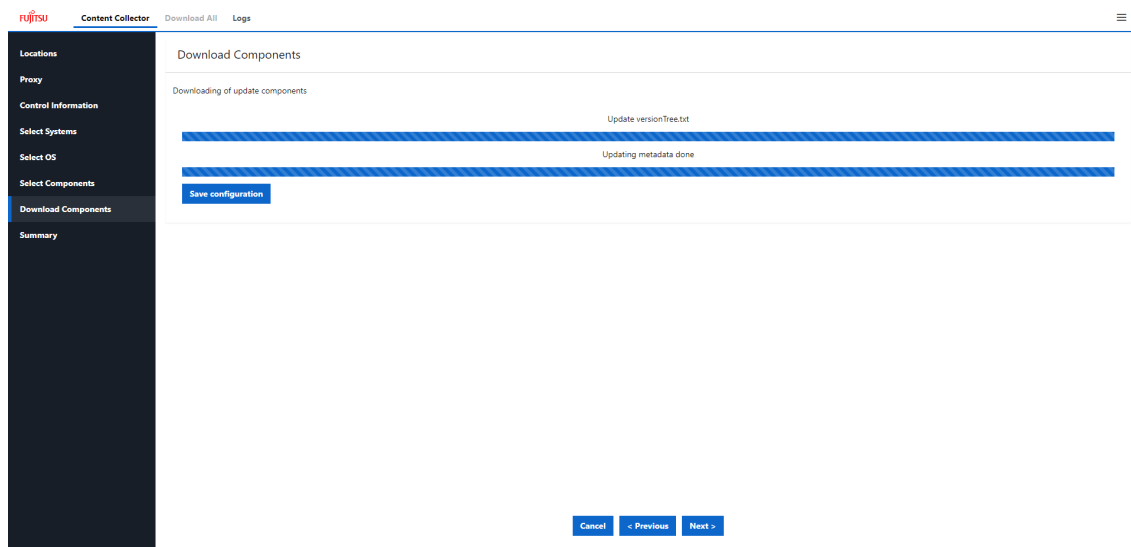 FUJITSU Content Collector Download All Logs
Locations
Proxy
Control Information
Select Systems
Select OS
Select Components
Download Components
Summary
Download Components
Downloading of update components
Update versionTree.txt
Updating metadata done
Save configuration
Cancel < Previous Next >